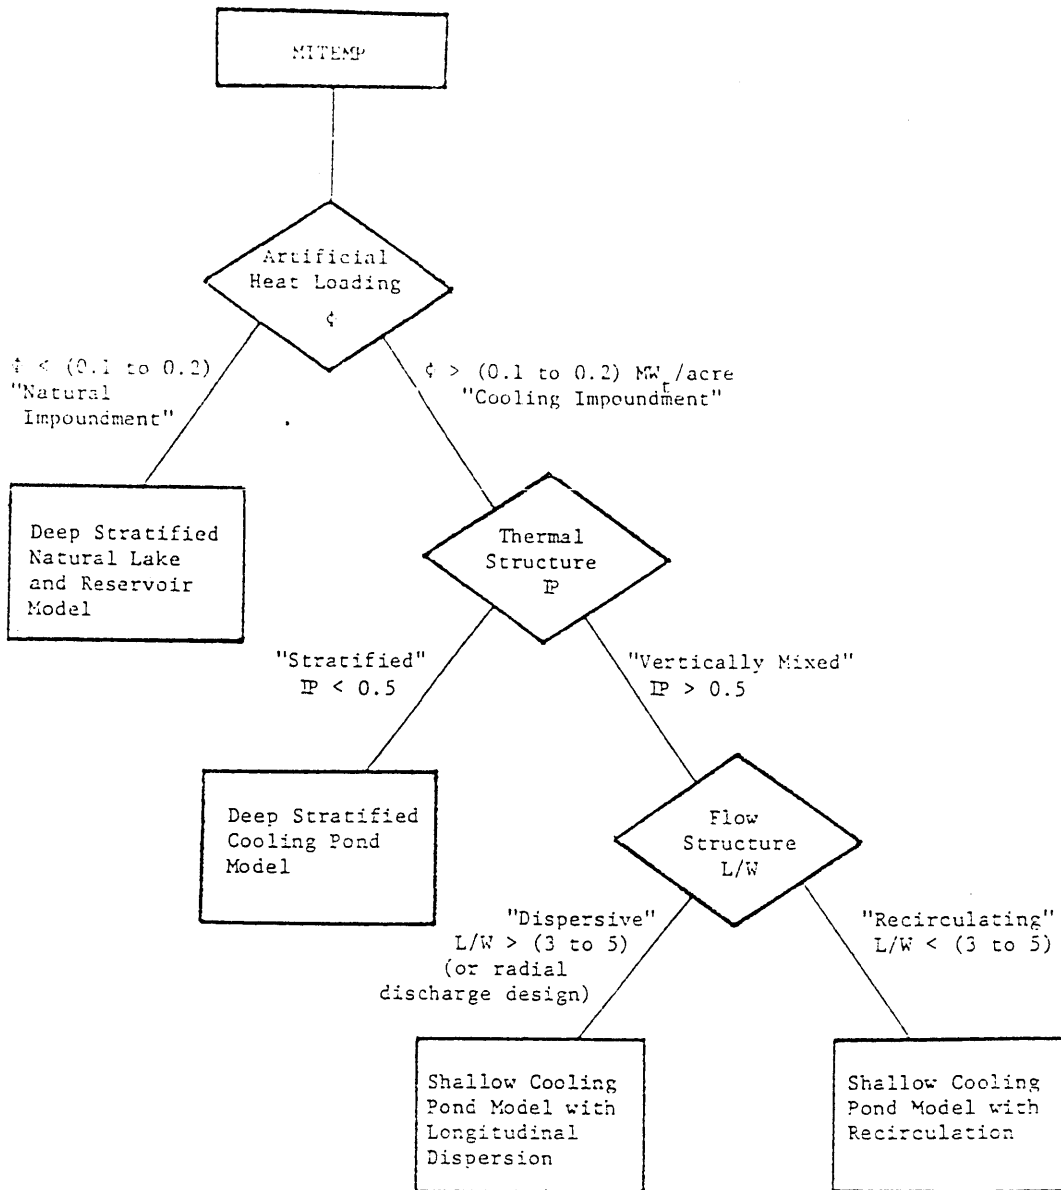 MITEMP
Artificial
Heat Loading
¢
¢ < (0.1 to 0.2)
"Natural
Impoundment"
¢ > (0.1 to 0.2) MWt/acre
"Cooling Impoundment"
Deep Stratified
Natural Lake
and Reservoir
Model
Thermal
Structure
IP
"Stratified"
IP < 0.5
"Vertically Mixed"
IP > 0.5
Deep Stratified
Cooling Pond
Model
Flow
Structure
L/W
"Dispersive"
L/W > (3 to 5)
(or radial
discharge design)
"Recirculating"
L/W < (3 to 5)
Shallow Cooling
Pond Model with
Longitudinal
Dispersion
Shallow Cooling
Pond Model with
Recirculation